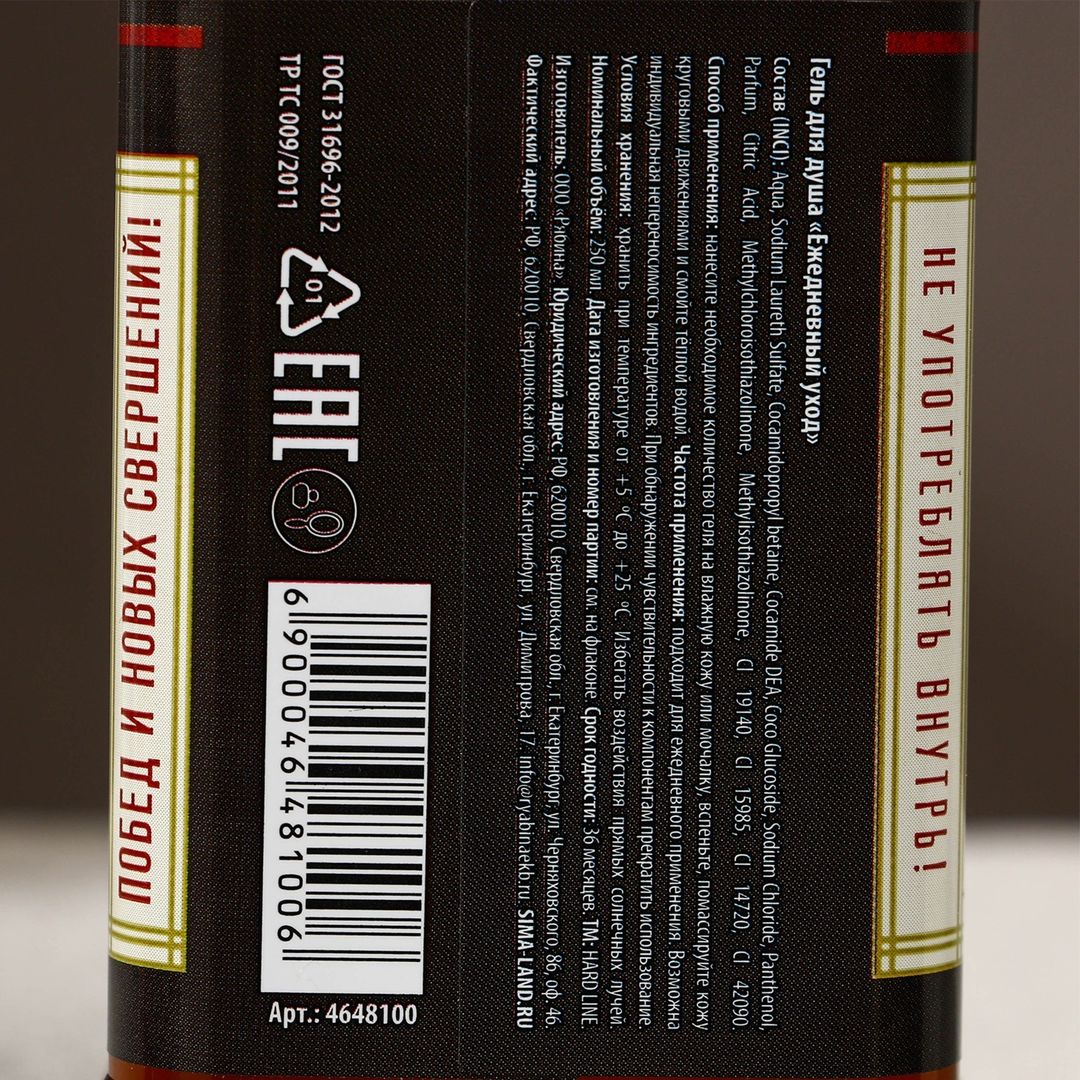 НЕ УПОТРЕБЛЯТЬ ВНУТРЬ!
Гель для душа «Ежедневный уход»
Состав (INCI): Aqua, Sodium Laureth Sulfate, Cocamidopropyl betaine, Cocamide DEA, Coco Glucoside, Sodium Chloride, Panthenol,
Parfum, Citric Acid, Methylchloroisothiazolinone, Methylisothiazolinone, CI 19140, CI 15985, CI 14720, CI 42090
Способ применения: нанесите необходимое количество геля на влажную кожу или мочалку, вспеньте, помассируйте кожу
круговыми движениями и смойте тёплой водой. Частота применения: подходит для ежедневного применения. Возможна
индивидуальная непереносимость ингредиентов. При обнаружении чувствительности к компонентам прекратить использование
Условия хранения: хранить при температуре от +5 °С до +25 °С. Избегать воздействия прямых солнечных лучей.
Номинальный объём: 250 мл. Дата изготовления и номер партии: см. на флаконе Срок годности: 36 месяцев. ТМ: HARD LINE.
Изготовитель: ООО «Рябина» Юридический адрес: РФ, 620010, Свердловская обл., г. Екатеринбург, ул. Черняховского, 86, оф. 46.
Фактический адрес: РФ, 620010, Свердловская обл., г. Екатеринбург, ул. Димитрова, 17. Info@ryabinaekb.ru. SIMA-LAND.RU
ГОСТ 31696-2012
ТР ТС 009/2011
01
ЕАС
6 900046 481006
Арт.: 4648100
ПОБЕД И НОВЫХ СВЕРШЕНИЙ!